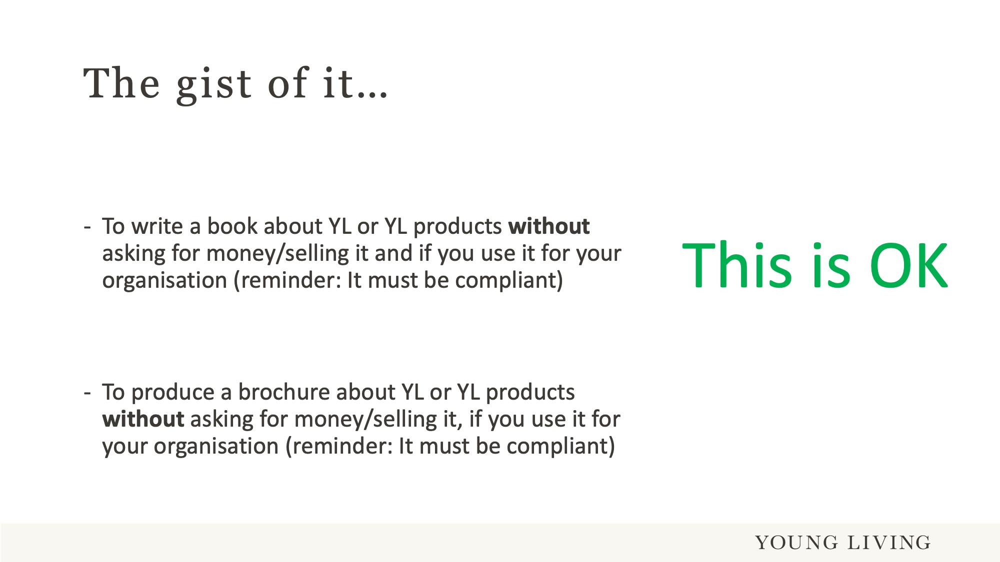 The gist of it…
- To write a book about YL or YL products without
asking for money/selling it and if you use it for your
organisation (reminder: It must be compliant)
This is OK
- To produce a brochure about YL or YL products
without asking for money/selling it, if you use it for
your organisation (reminder: It must be compliant)
YOUNG LIVING